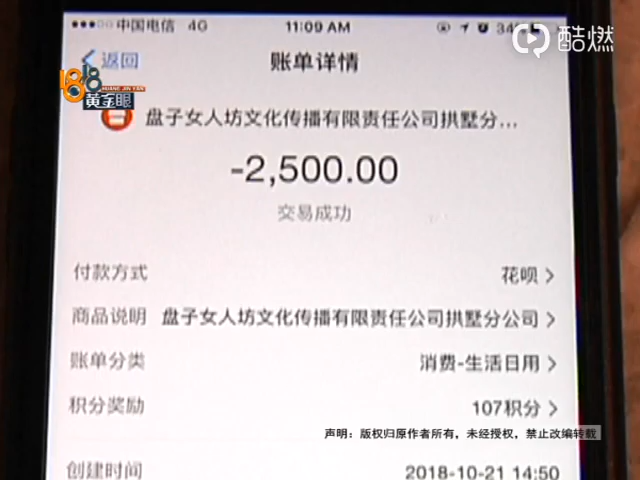 中国电信 4G 11:09 AM 34%
酷燃
返回 账单详情
1818
HUANG JIN YAN
黄金眼
盘子女人坊文化传播有限责任公司拱墅分...
-2,500.00
交易成功
付款方式 花呗
商品说明 盘子女人坊文化传播有限责任公司拱墅分公司
账单分类 消费-生活日用
积分奖励 107积分
声明：版权归原作者所有，未经授权，禁止改编转载
创建时间 2018-10-21 14:50